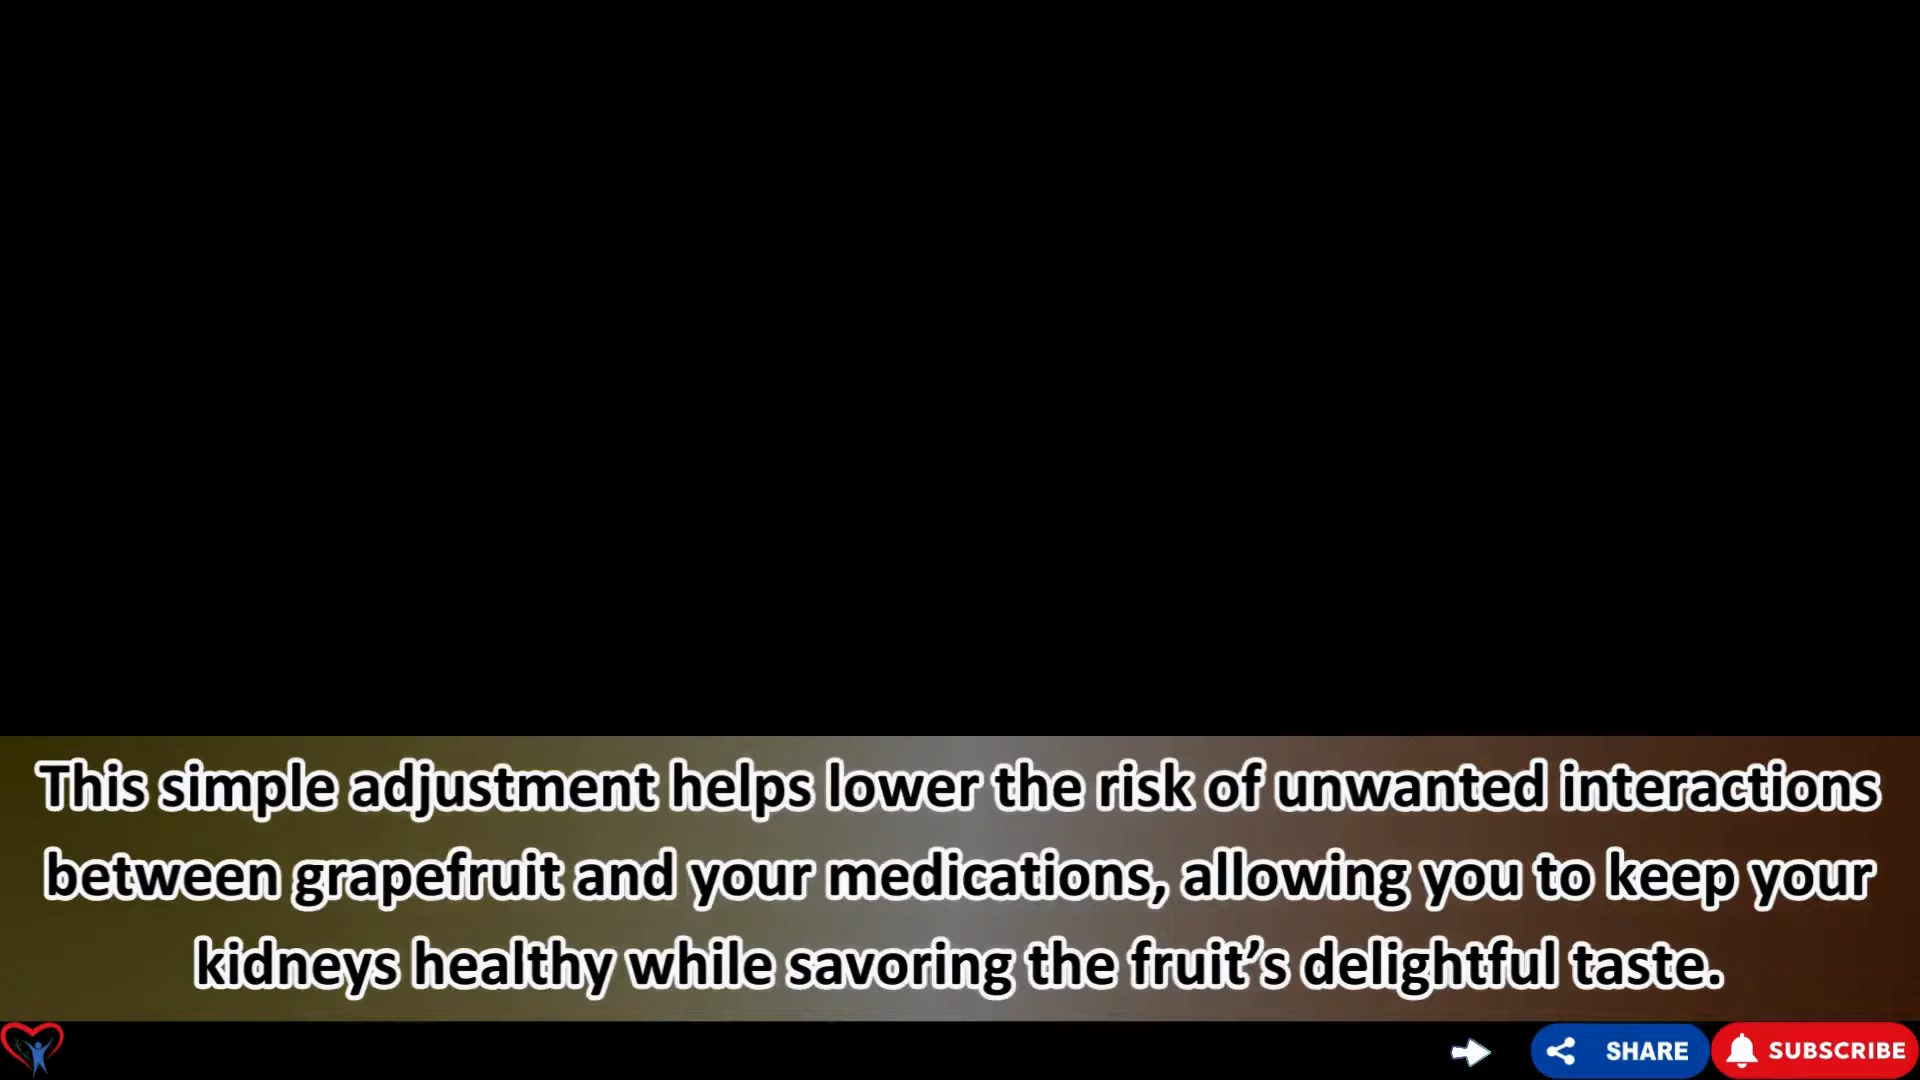 This simple adjustment helps lower the risk of unwanted interactions
between grapefruit and your medications, allowing you to keep your
kidneys healthy while savoring the fruit’s delightful taste.
SHARE
SUBSCRIBE